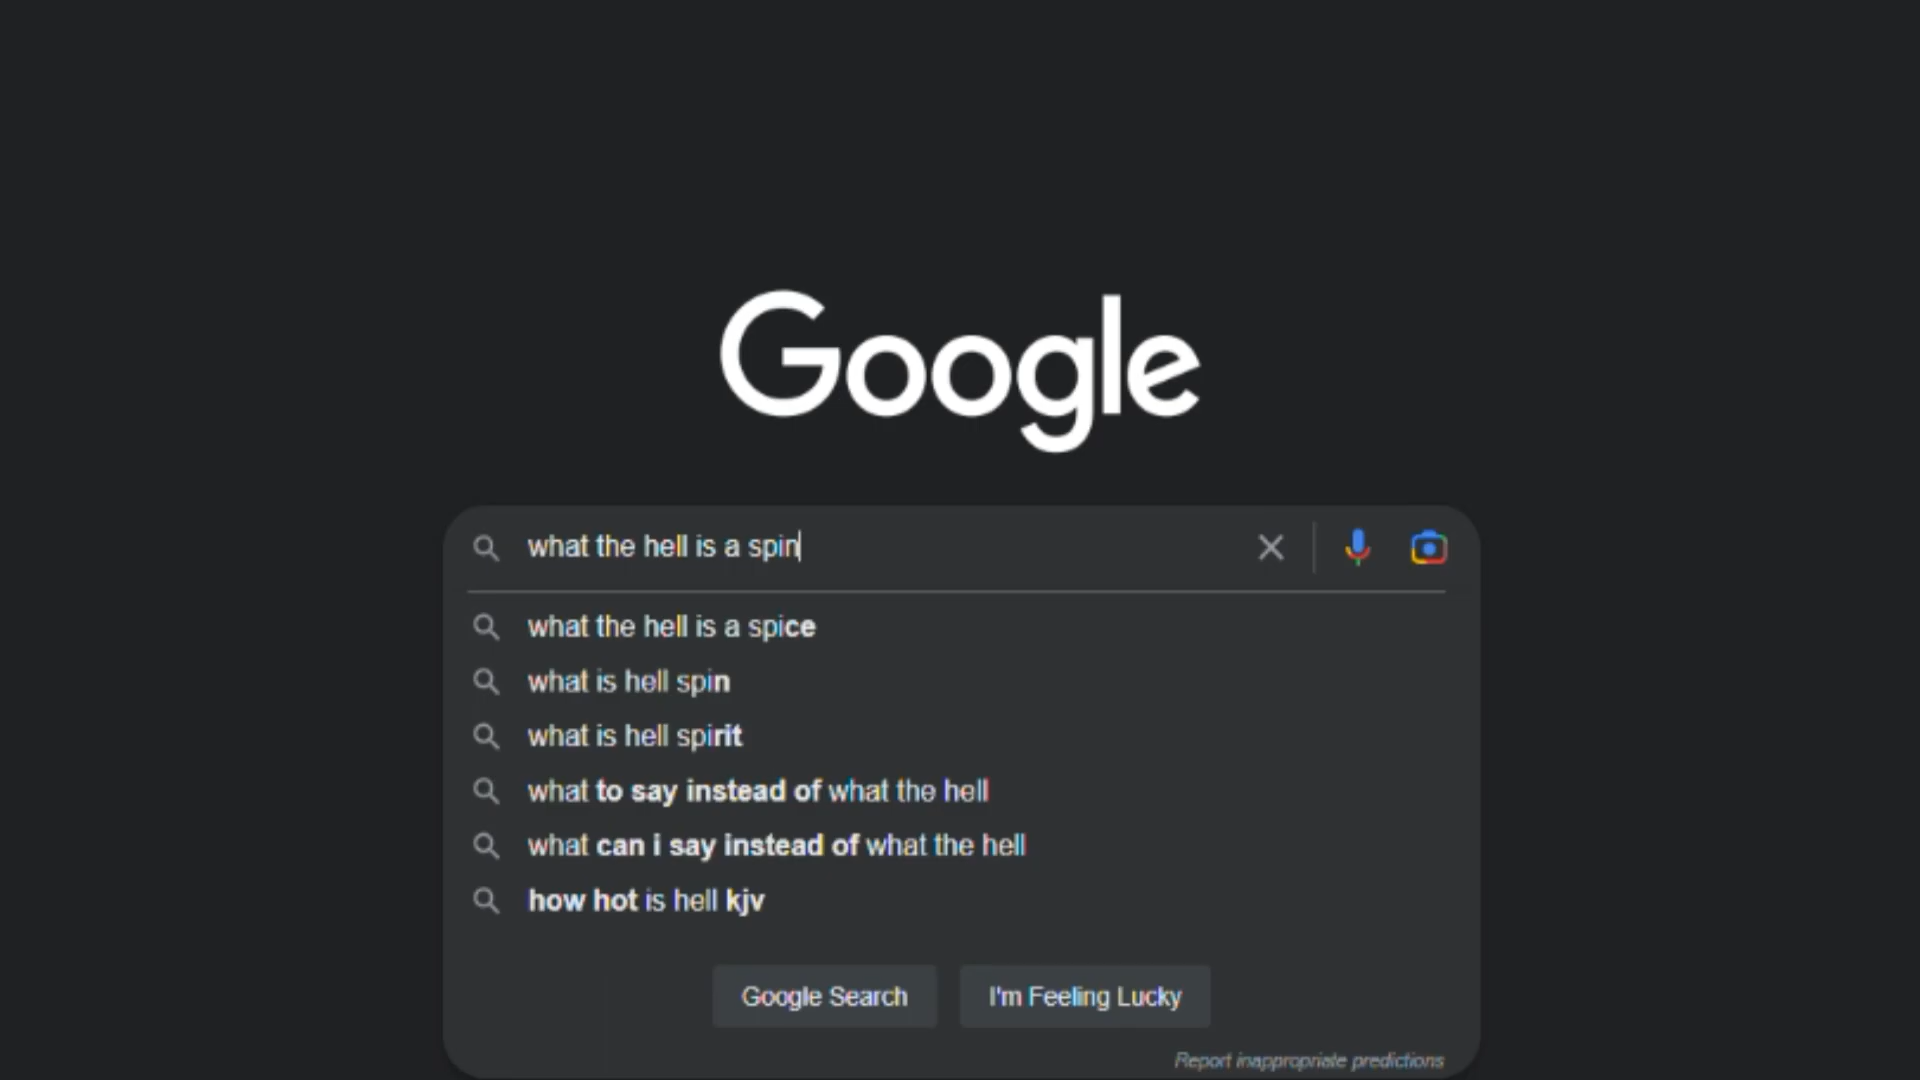 Google
what the hell is a spin
what the hell is a spice
what is hell spin
what is hell spirit
what to say instead of what the hell
what can i say instead of what the hell
how hot is hell kjv
Google Search
I'm Feeling Lucky
Report inappropriate predictions